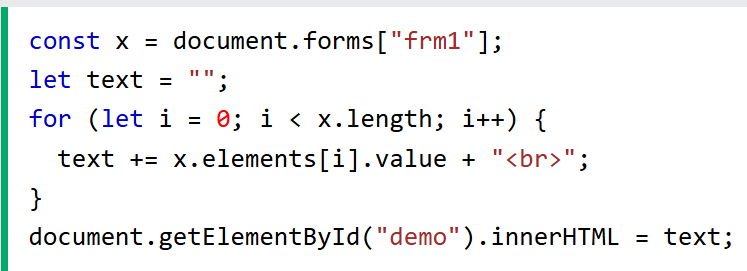 const x = document.forms["frm1"];
let text = "";
for (let i = 0; i < x.length; i++) {
  text += x.elements[i].value + "<br>";
}
document.getElementById("demo").innerHTML = text;